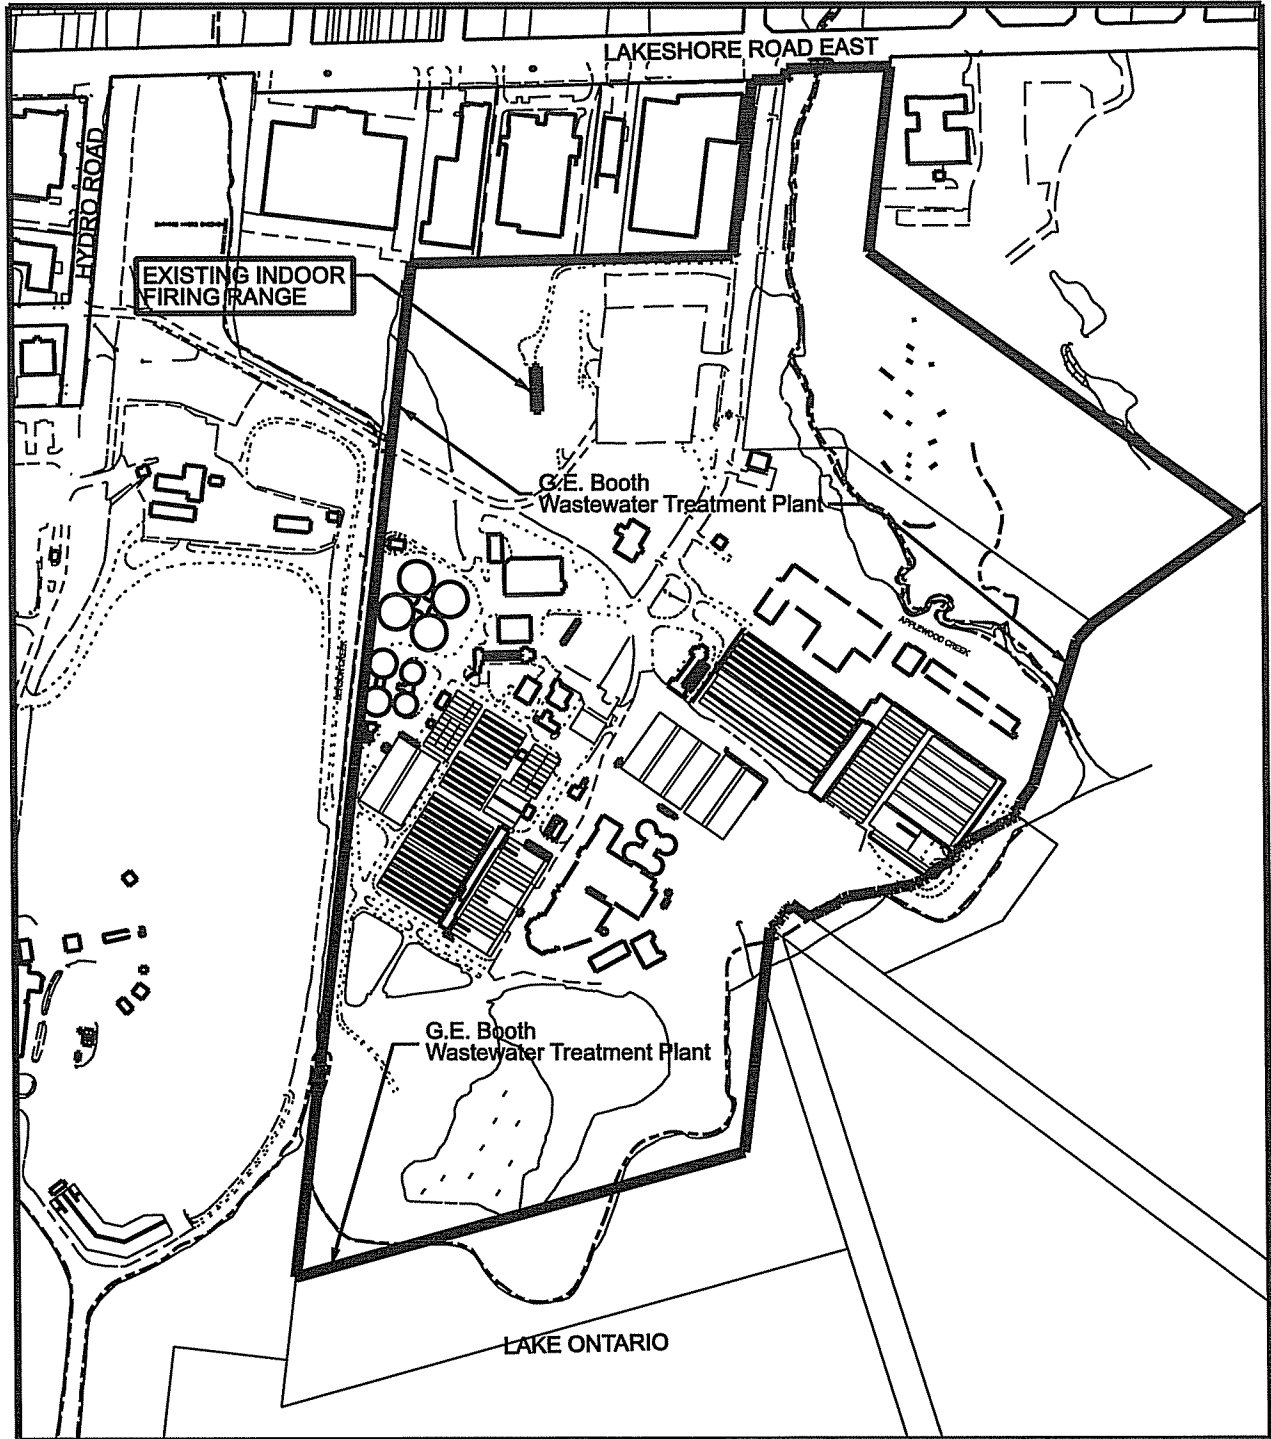 LAKESHORE ROAD EAST
HYDRO ROAD
EXISTING INDOOR
FIRING RANGE
G.E. Booth
Wastewater Treatment Plant
APPLEWOOD CREEK
G.E. Booth
Wastewater Treatment Plant
LAKE ONTARIO